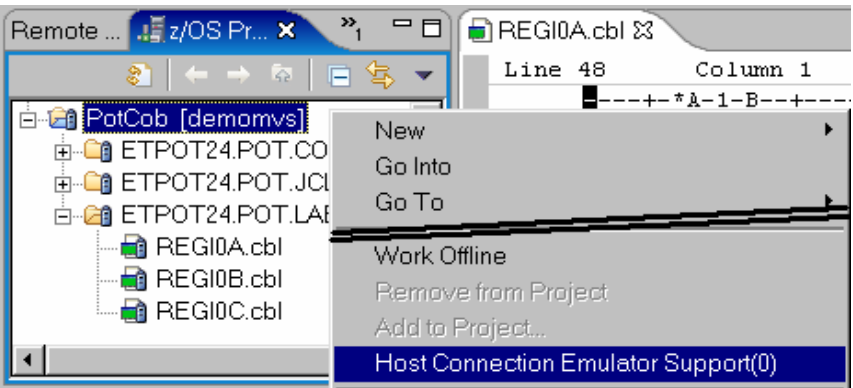 Remote ... z/OS Pr... »1 REGI0A.cbl
Line 48 Column 1
----+-*A-1-B--+----
PotCob [demomvs]
ETPOT24.POT.CO
ETPOT24.POT.JCL
ETPOT24.POT.LAB
REGI0A.cbl
REGI0B.cbl
REGI0C.cbl
New
Go Into
Go To
Work Offline
Remove from Project
Add to Project...
Host Connection Emulator Support(0)